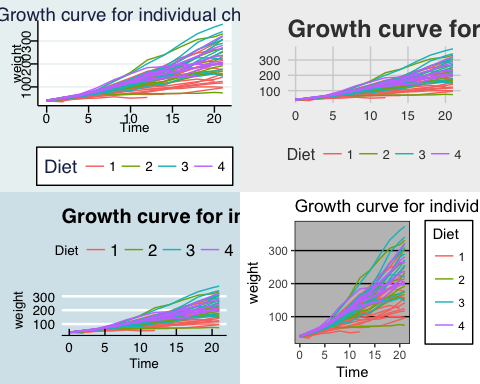 Growth curve for individual ch
weight
100200300
0 5 10 15 20
Time
Diet 1 2 3 4
Growth curve for
300
200
100
0 5 10 15 20
Diet 1 2 3 4
Growth curve for in
Diet 1 2 3 4
weight
300
200
100
0 5 10 15 20
Time
Growth curve for individ
weight
300
200
100
0 5 10 15 20
Time
Diet
1
2
3
4